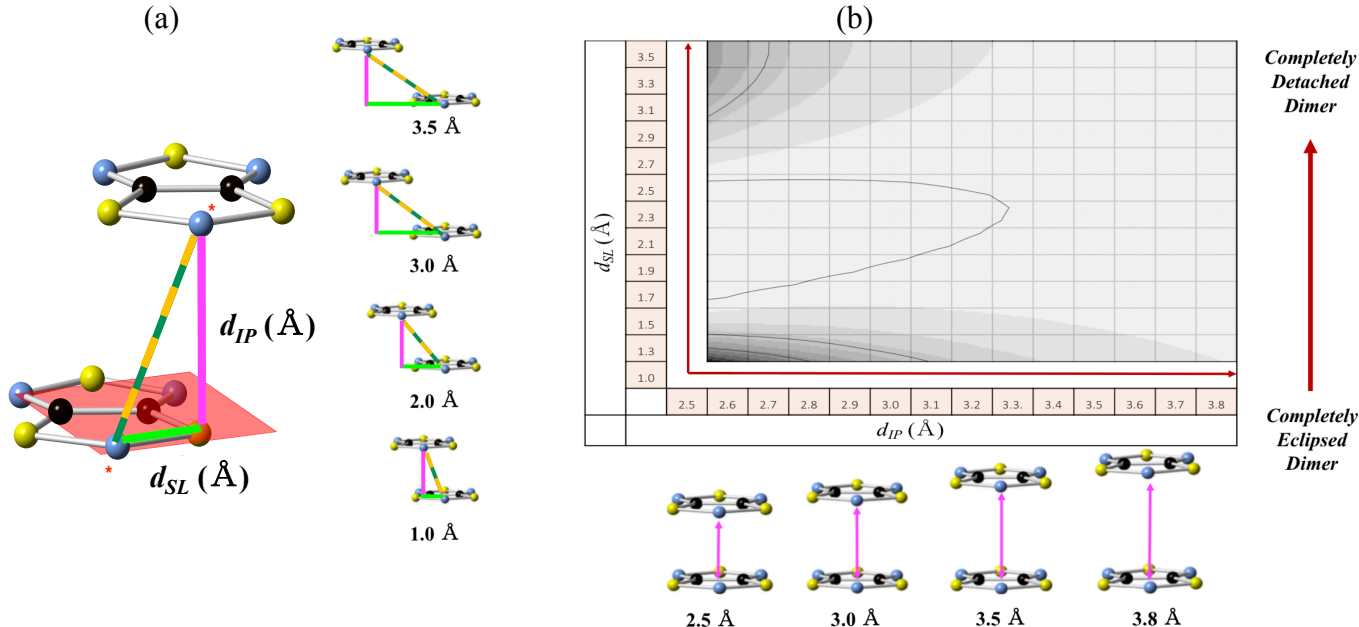 (a)
3.5 Å
3.0 Å
2.0 Å
1.0 Å
*
d_IP (Å)
*
d_SL (Å)
(b)
d_SL (Å)
3.5
3.3
3.1
2.9
2.7
2.5
2.3
2.1
1.9
1.7
1.5
1.3
1.0
2.5 2.6 2.7 2.8 2.9 3.0 3.1 3.2 3.3. 3.5 3.6 3.7 3.8
d_IP (Å)
Completely
Detached
Dimer
Completely
Eclipsed
Dimer
2.5 Å 3.0 Å 3.5 Å 3.8 Å